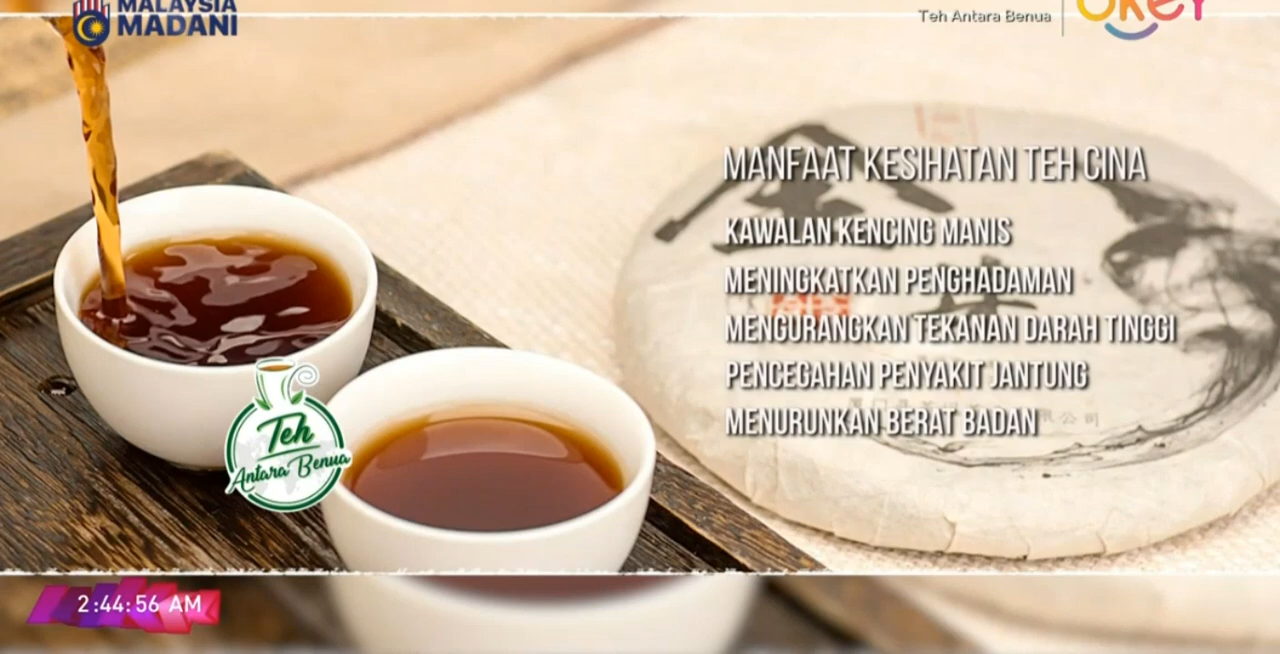 MALAYSIA
MADANI
Teh Antara Benua
OKEY
MANFAAT KESIHATAN TEH CINA
KAWALAN KENCING MANIS
MENINGKATKAN PENGHADAMAN
MENGURANGKAN TEKANAN DARAH TINGGI
PENCEGAHAN PENYAKIT JANTUNG
MENURUNKAN BERAT BADAN
Teh
Antara Benua
2:44:56 AM